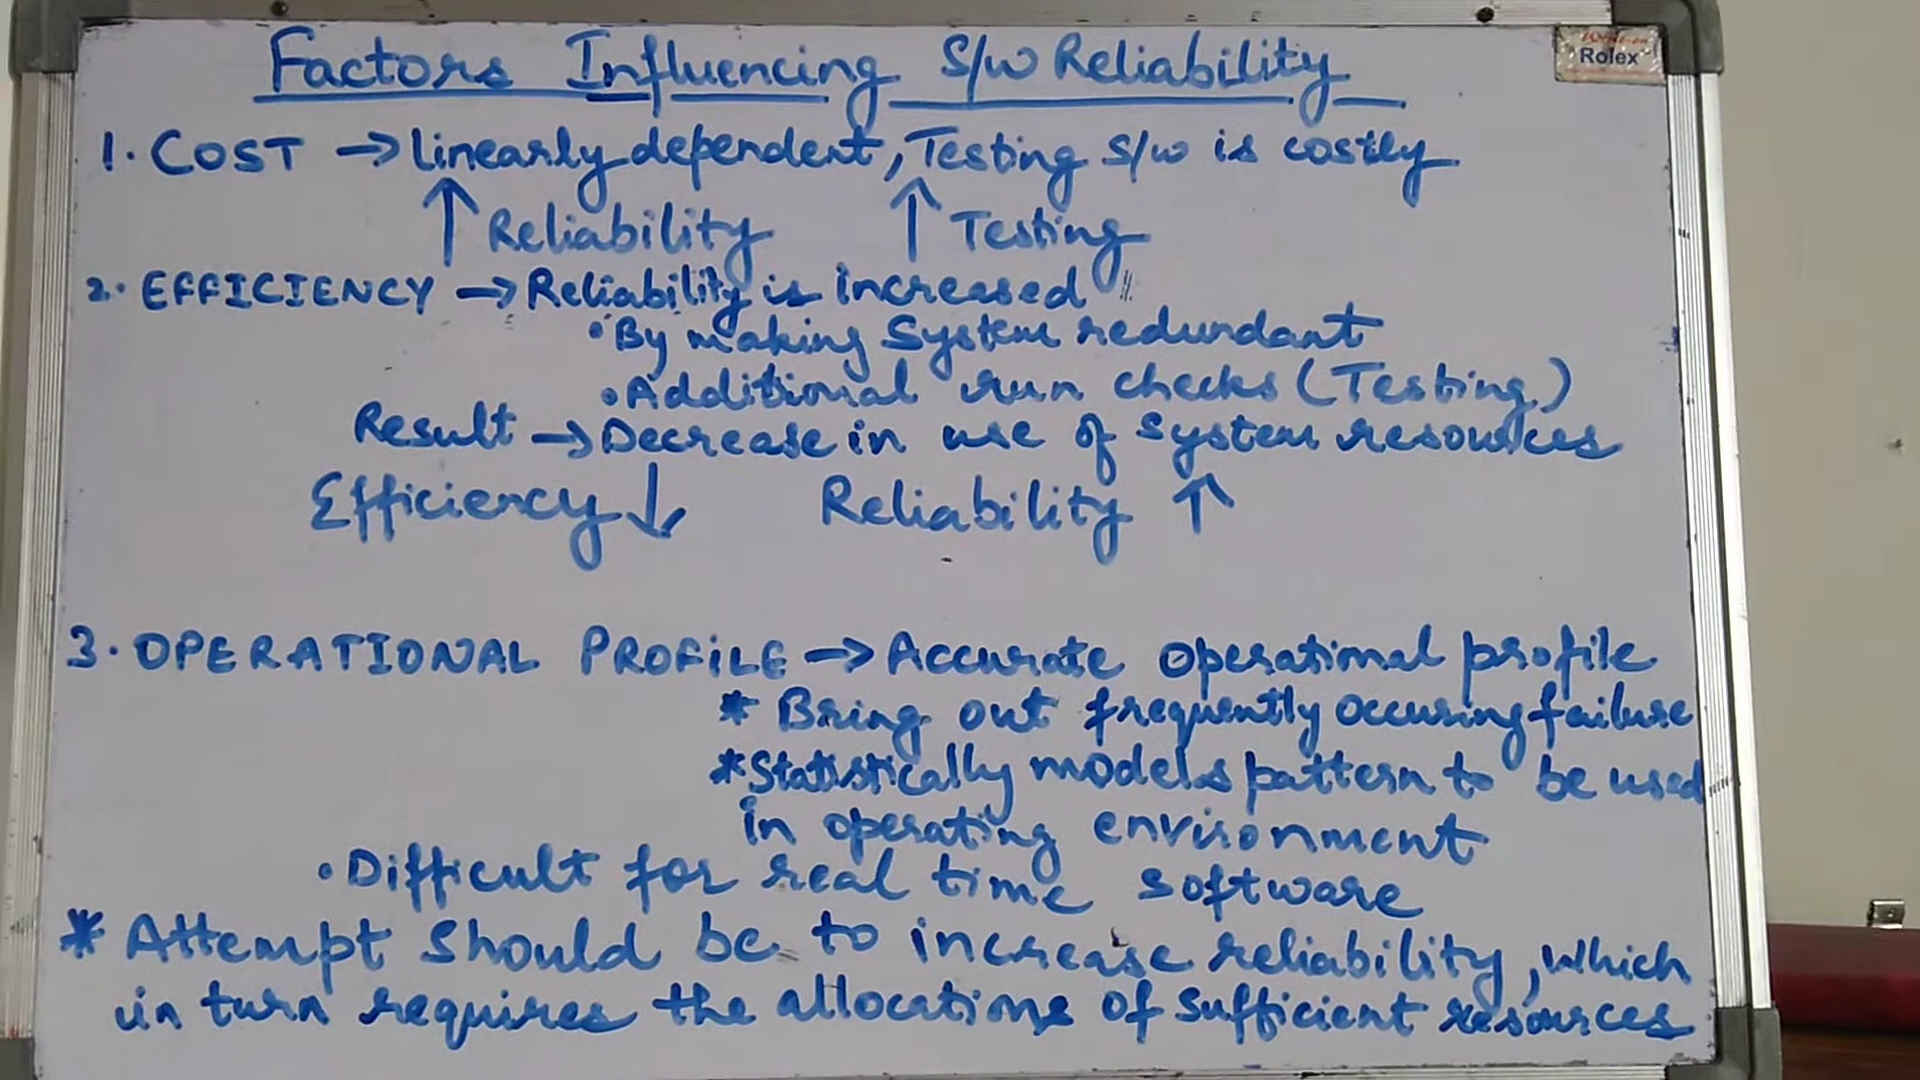 Factors Influencing S/w Reliability
Rolex
1. COST → linearly dependent, Testing s/w is costly
↑ Reliability ↑ Testing
2. EFFICIENCY → Reliability is increased
• By making System redundant
• Additional run checks (Testing)
Result → Decrease in use of system resources
Efficiency ↓ Reliability ↑
3. OPERATIONAL PROFILE → Accurate operational profile
* Bring out frequently occuring failure
* Statistically models pattern to be used
in operating environment
• Difficult for real time software
* Attempt should be to increase reliability, which
in turn requires the allocations of sufficient resources